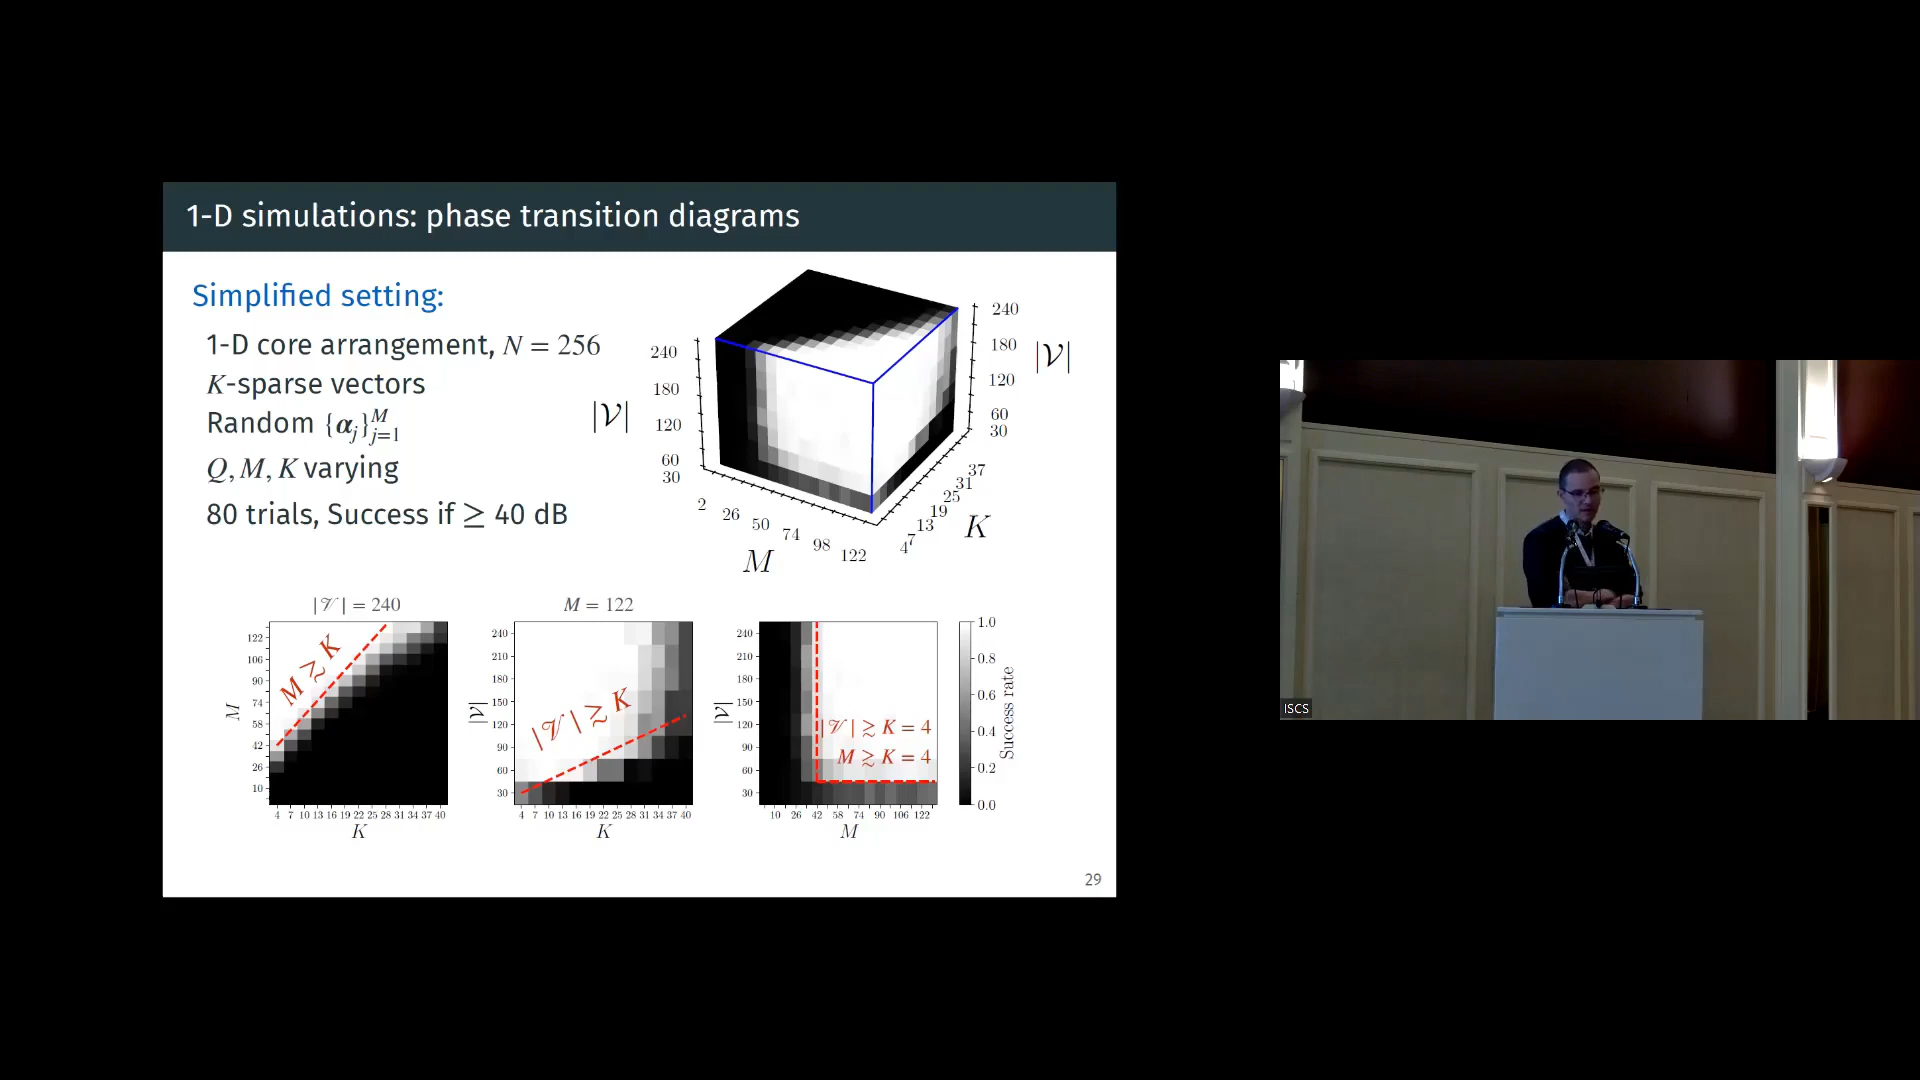 1-D simulations: phase transition diagrams
Simplified setting:
1-D core arrangement, N = 256
K-sparse vectors
Random {α_j}_{j=1}^M
Q, M, K varying
80 trials, Success if ≥ 40 dB
|𝒱|
240
180
120
60
30
2
26
50
74
98
122
M
4
7
13
19
25
31
37
K
240
180
120
60
30
|𝒱|
|𝒱| = 240
M
122
106
90
74
58
42
26
10
M ≳ K
4 7 10 13 16 19 22 25 28 31 34 37 40
K
M = 122
|𝒱|
240
210
180
150
120
90
60
30
|𝒱| ≳ K
4 7 10 13 16 19 22 25 28 31 34 37 40
K
|𝒱|
240
210
180
150
120
90
60
30
|𝒱| ≳ K = 4
M ≳ K = 4
10 26 42 58 74 90 106 122
M
1.0
0.8
0.6
0.4
0.2
0.0
Success rate
29
ISCS